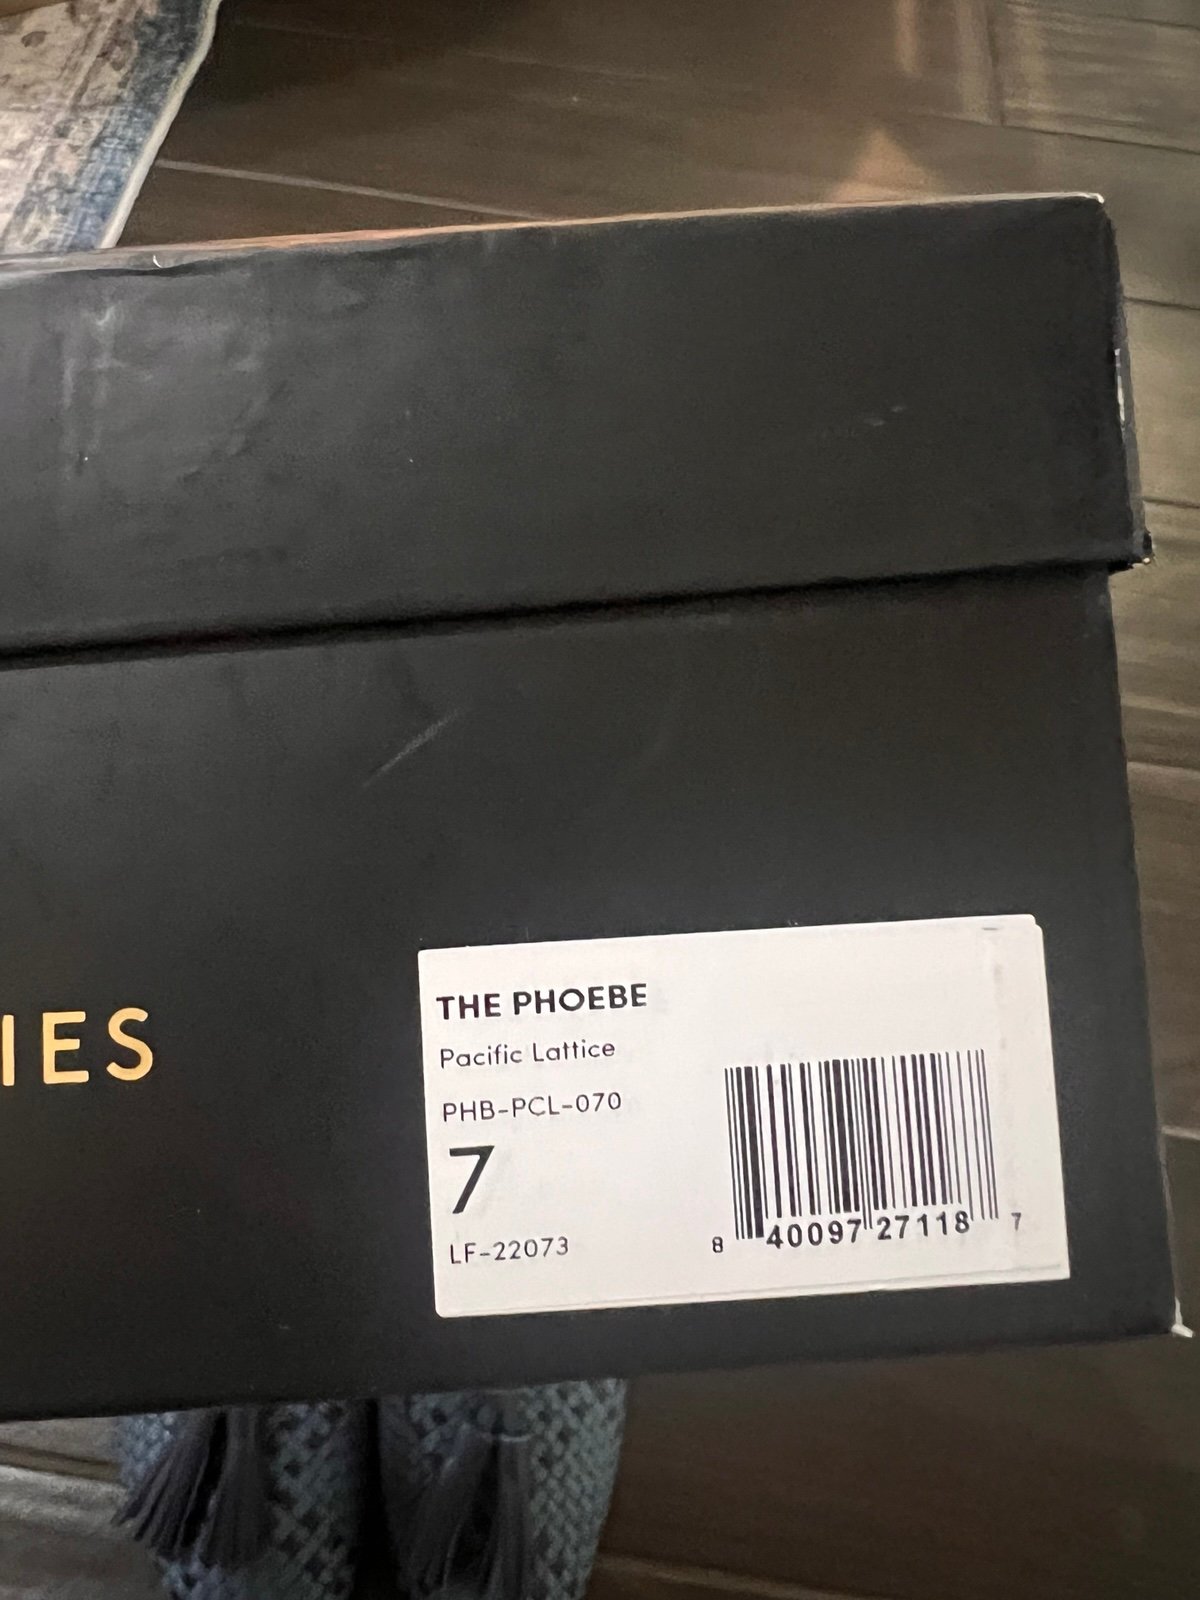 IES
THE PHOEBE
Pacific Lattice
PHB-PCL-070
7
LF-22073
8 40097 27118 7